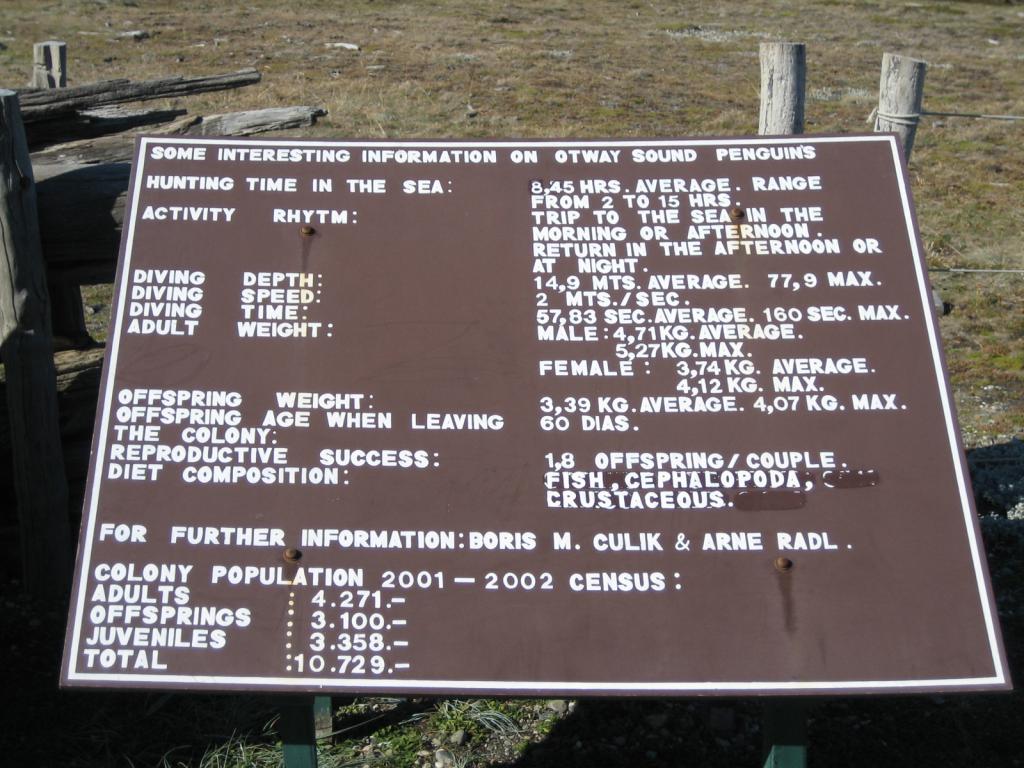 SOME INTERESTING INFORMATION ON OTWAY SOUND PENGUINS
HUNTING TIME IN THE SEA: 8,45 HRS. AVERAGE. RANGE
FROM 2 TO 15 HRS.
ACTIVITY RHYTM: TRIP TO THE SEA IN THE
MORNING OR AFTERNOON.
RETURN IN THE AFTERNOON OR
AT NIGHT.
DIVING DEPTH: 14,9 MTS. AVERAGE. 77,9 MAX.
DIVING SPEED: 2 MTS./SEC.
DIVING TIME: 57,83 SEC. AVERAGE. 160 SEC. MAX.
ADULT WEIGHT: MALE: 4,71 KG. AVERAGE.
5,27 KG. MAX.
FEMALE: 3,74 KG. AVERAGE.
4,12 KG. MAX.
OFFSPRING WEIGHT: 3,39 KG. AVERAGE. 4,07 KG. MAX.
OFFSPRING AGE WHEN LEAVING 60 DIAS.
THE COLONY:
REPRODUCTIVE SUCCESS: 1,8 OFFSPRING/COUPLE.
DIET COMPOSITION: FISH, CEPHALOPODA,
CRUSTACEOUS.
FOR FURTHER INFORMATION: BORIS M. CULIK & ARNE RADL.
COLONY POPULATION 2001 – 2002 CENSUS:
ADULTS : 4.271.-
OFFSPRINGS : 3.100.-
JUVENILES : 3.358.-
TOTAL : 10.729.-